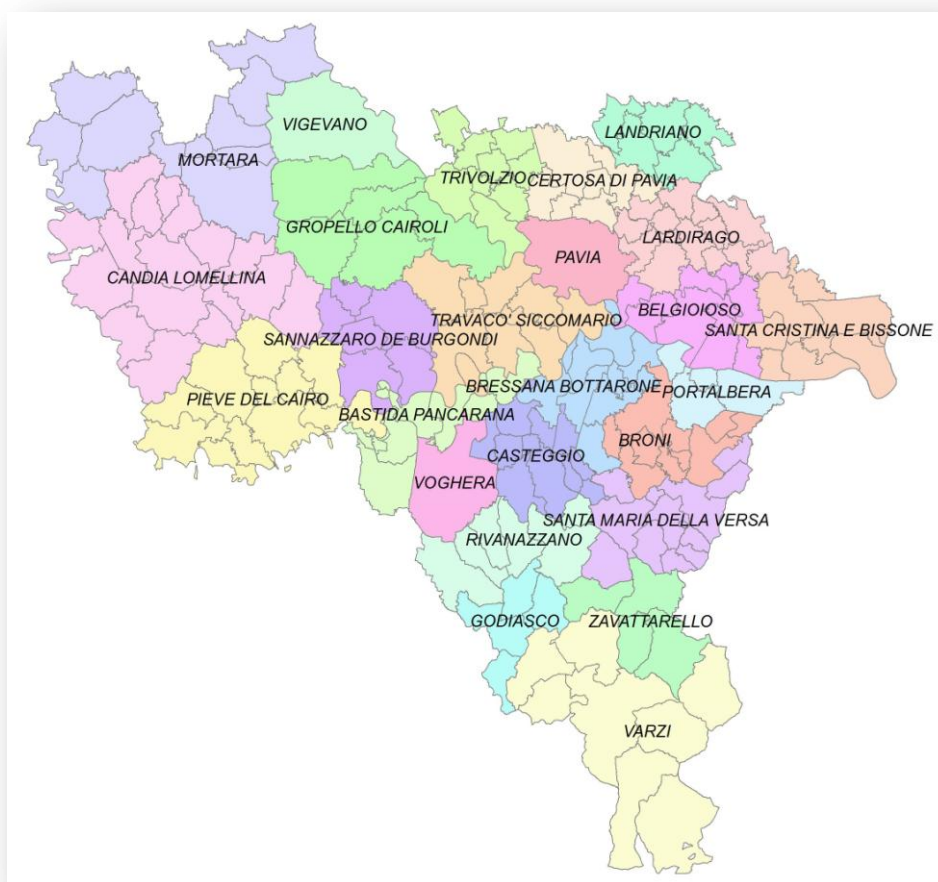 VIGEVANO
LANDRIANO
MORTARA
TRIVOLZIO
CERTOSA DI PAVIA
GROPELLO CAIROLI
LARDIRAGO
PAVIA
CANDIA LOMELLINA
BELGIOIOSO
TRAVACO' SICCOMARIO
SANTA CRISTINA E BISSONE
SANNAZZARO DE BURGONDI
BRESSANA BOTTARONE
PORTALBERA
PIEVE DEL CAIRO
BASTIDA PANCARANA
BRONI
CASTEGGIO
VOGHERA
SANTA MARIA DELLA VERSA
RIVANAZZANO
GODIASCO
ZAVATTARELLO
VARZI